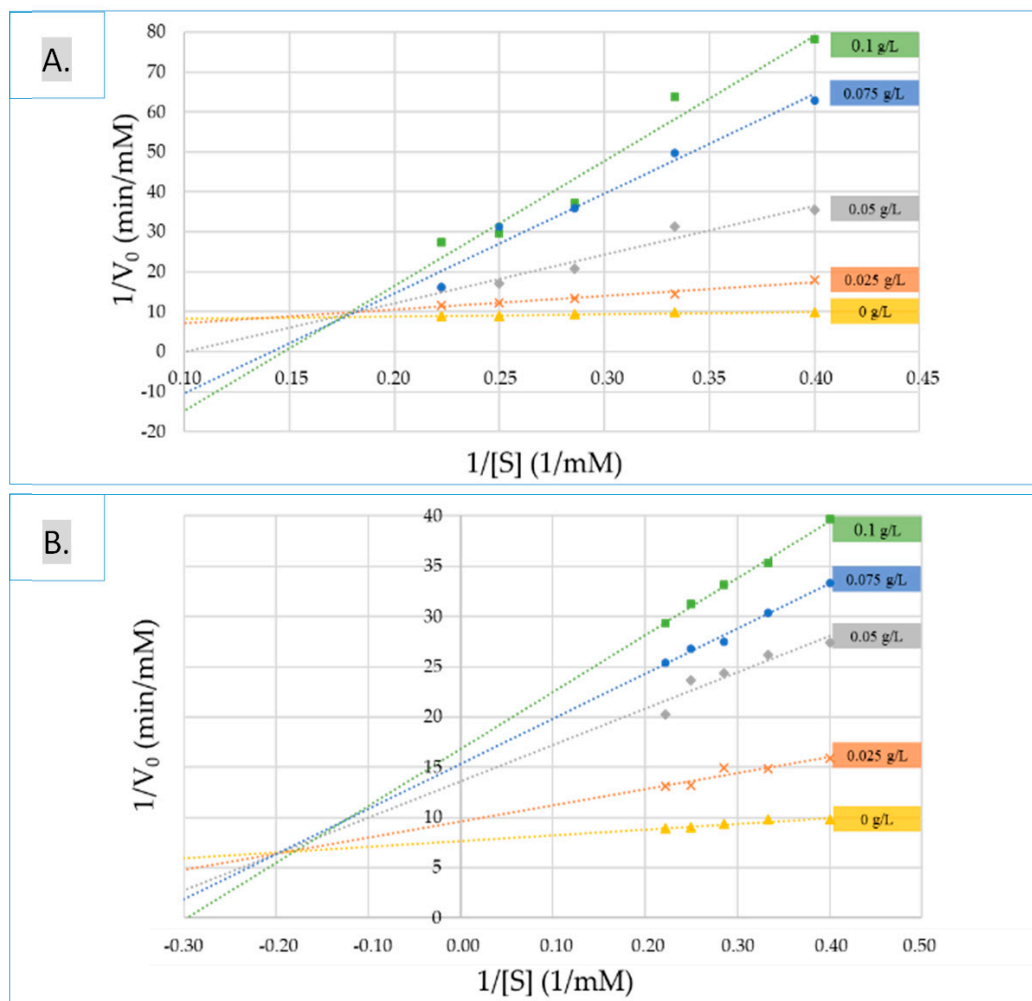 A.
80
70
60
50
40
30
20
10
0
-10
-20
1/V₀ (min/mM)
0.1 g/L
0.075 g/L
0.05 g/L
0.025 g/L
0 g/L
0.10 0.15 0.20 0.25 0.30 0.35 0.40 0.45
1/[S] (1/mM)
B.
40
35
30
25
20
15
10
5
0
1/V₀ (min/mM)
0.1 g/L
0.075 g/L
0.05 g/L
0.025 g/L
0 g/L
-0.30 -0.20 -0.10 0.00 0.10 0.20 0.30 0.40 0.50
1/[S] (1/mM)